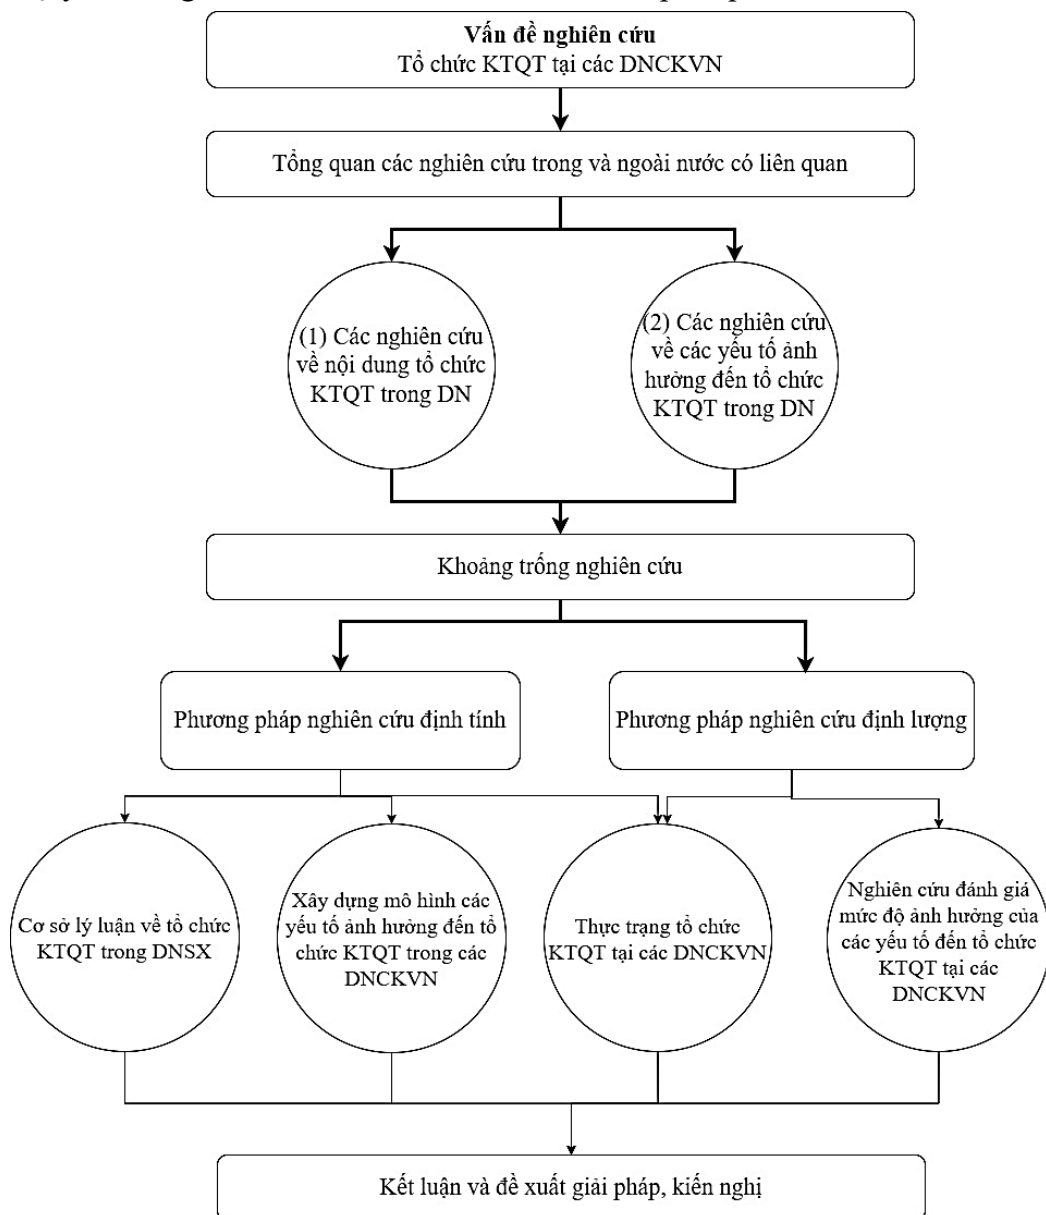 Vấn đề nghiên cứu
Tổ chức KTQT tại các DNCKVN
Tổng quan các nghiên cứu trong và ngoài nước có liên quan
(1) Các nghiên cứu
về nội dung tổ chức
KTQT trong DN
(2) Các nghiên cứu
về các yếu tố ảnh
hưởng đến tổ chức
KTQT trong DN
Khoảng trống nghiên cứu
Phương pháp nghiên cứu định tính
Phương pháp nghiên cứu định lượng
Cơ sở lý luận về tổ chức
KTQT trong DNSX
Xây dựng mô hình các
yếu tố ảnh hưởng đến tổ
chức KTQT trong các
DNCKVN
Thực trạng tổ chức
KTQT tại các DNCKVN
Nghiên cứu đánh giá
mức độ ảnh hưởng của
các yếu tố đến tổ chức
KTQT tại các
DNCKVN
Kết luận và đề xuất giải pháp, kiến nghị